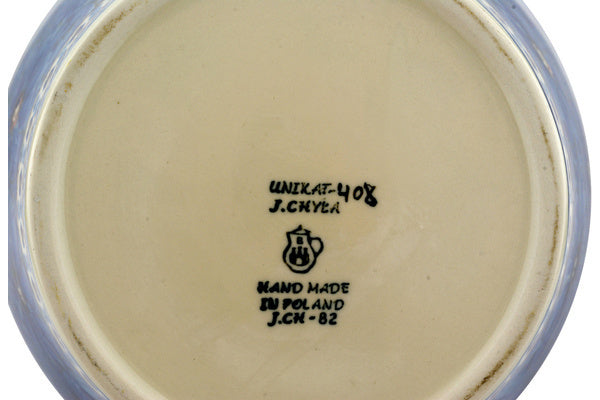 UNIKAT-408
J.CHYŁA
HAND MADE
IN POLAND
J.CH-82